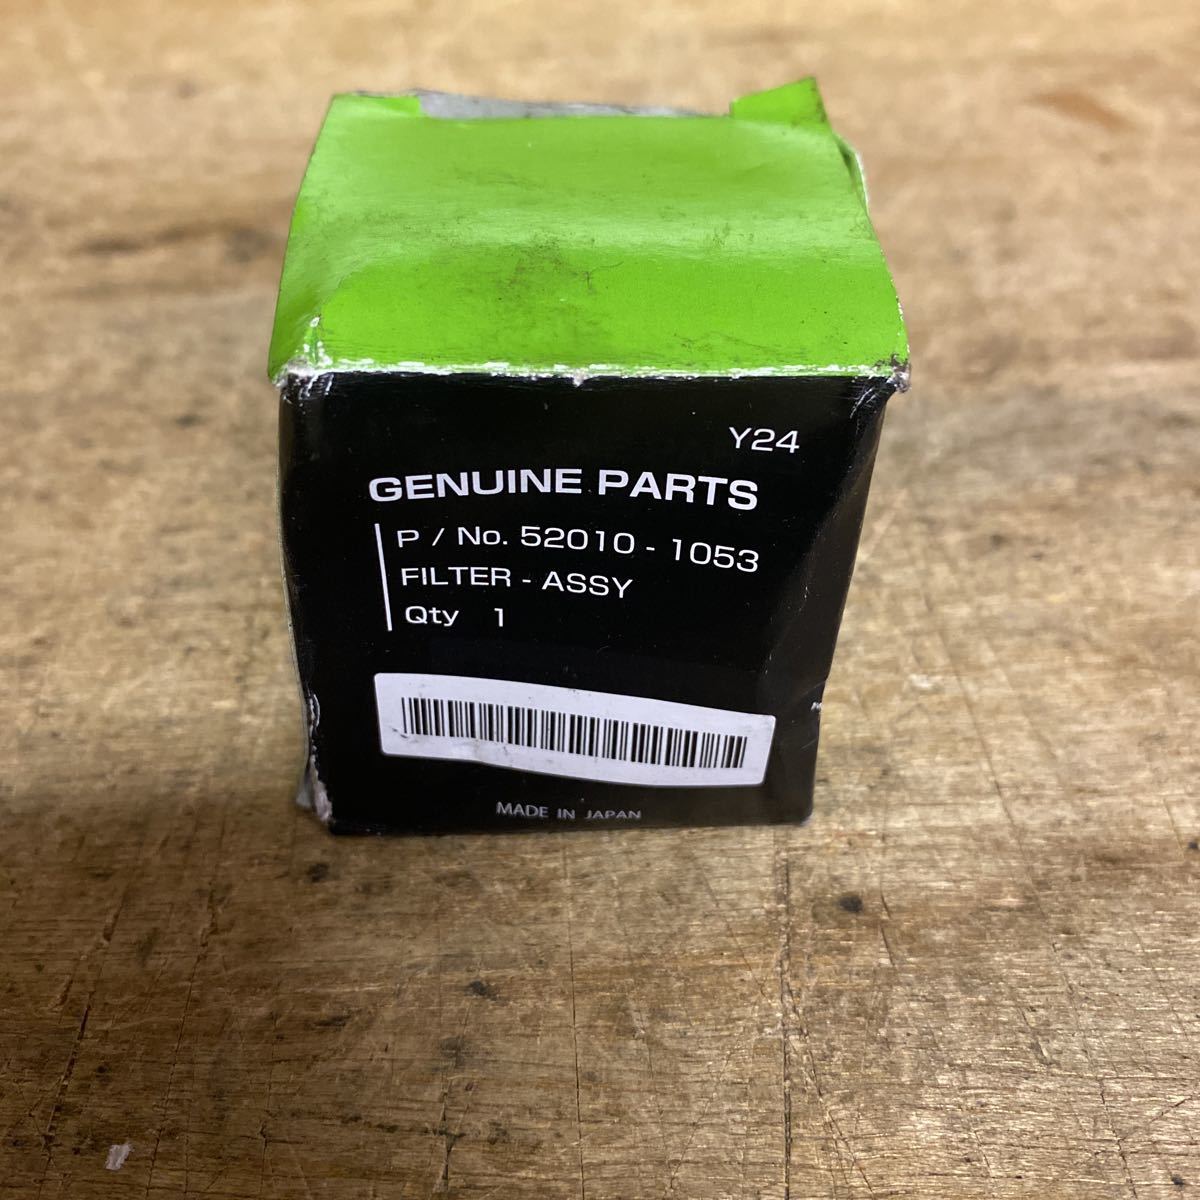 Y24
GENUINE PARTS
P / No. 52010 - 1053
FILTER - ASSY
Qty 1
MADE IN JAPAN